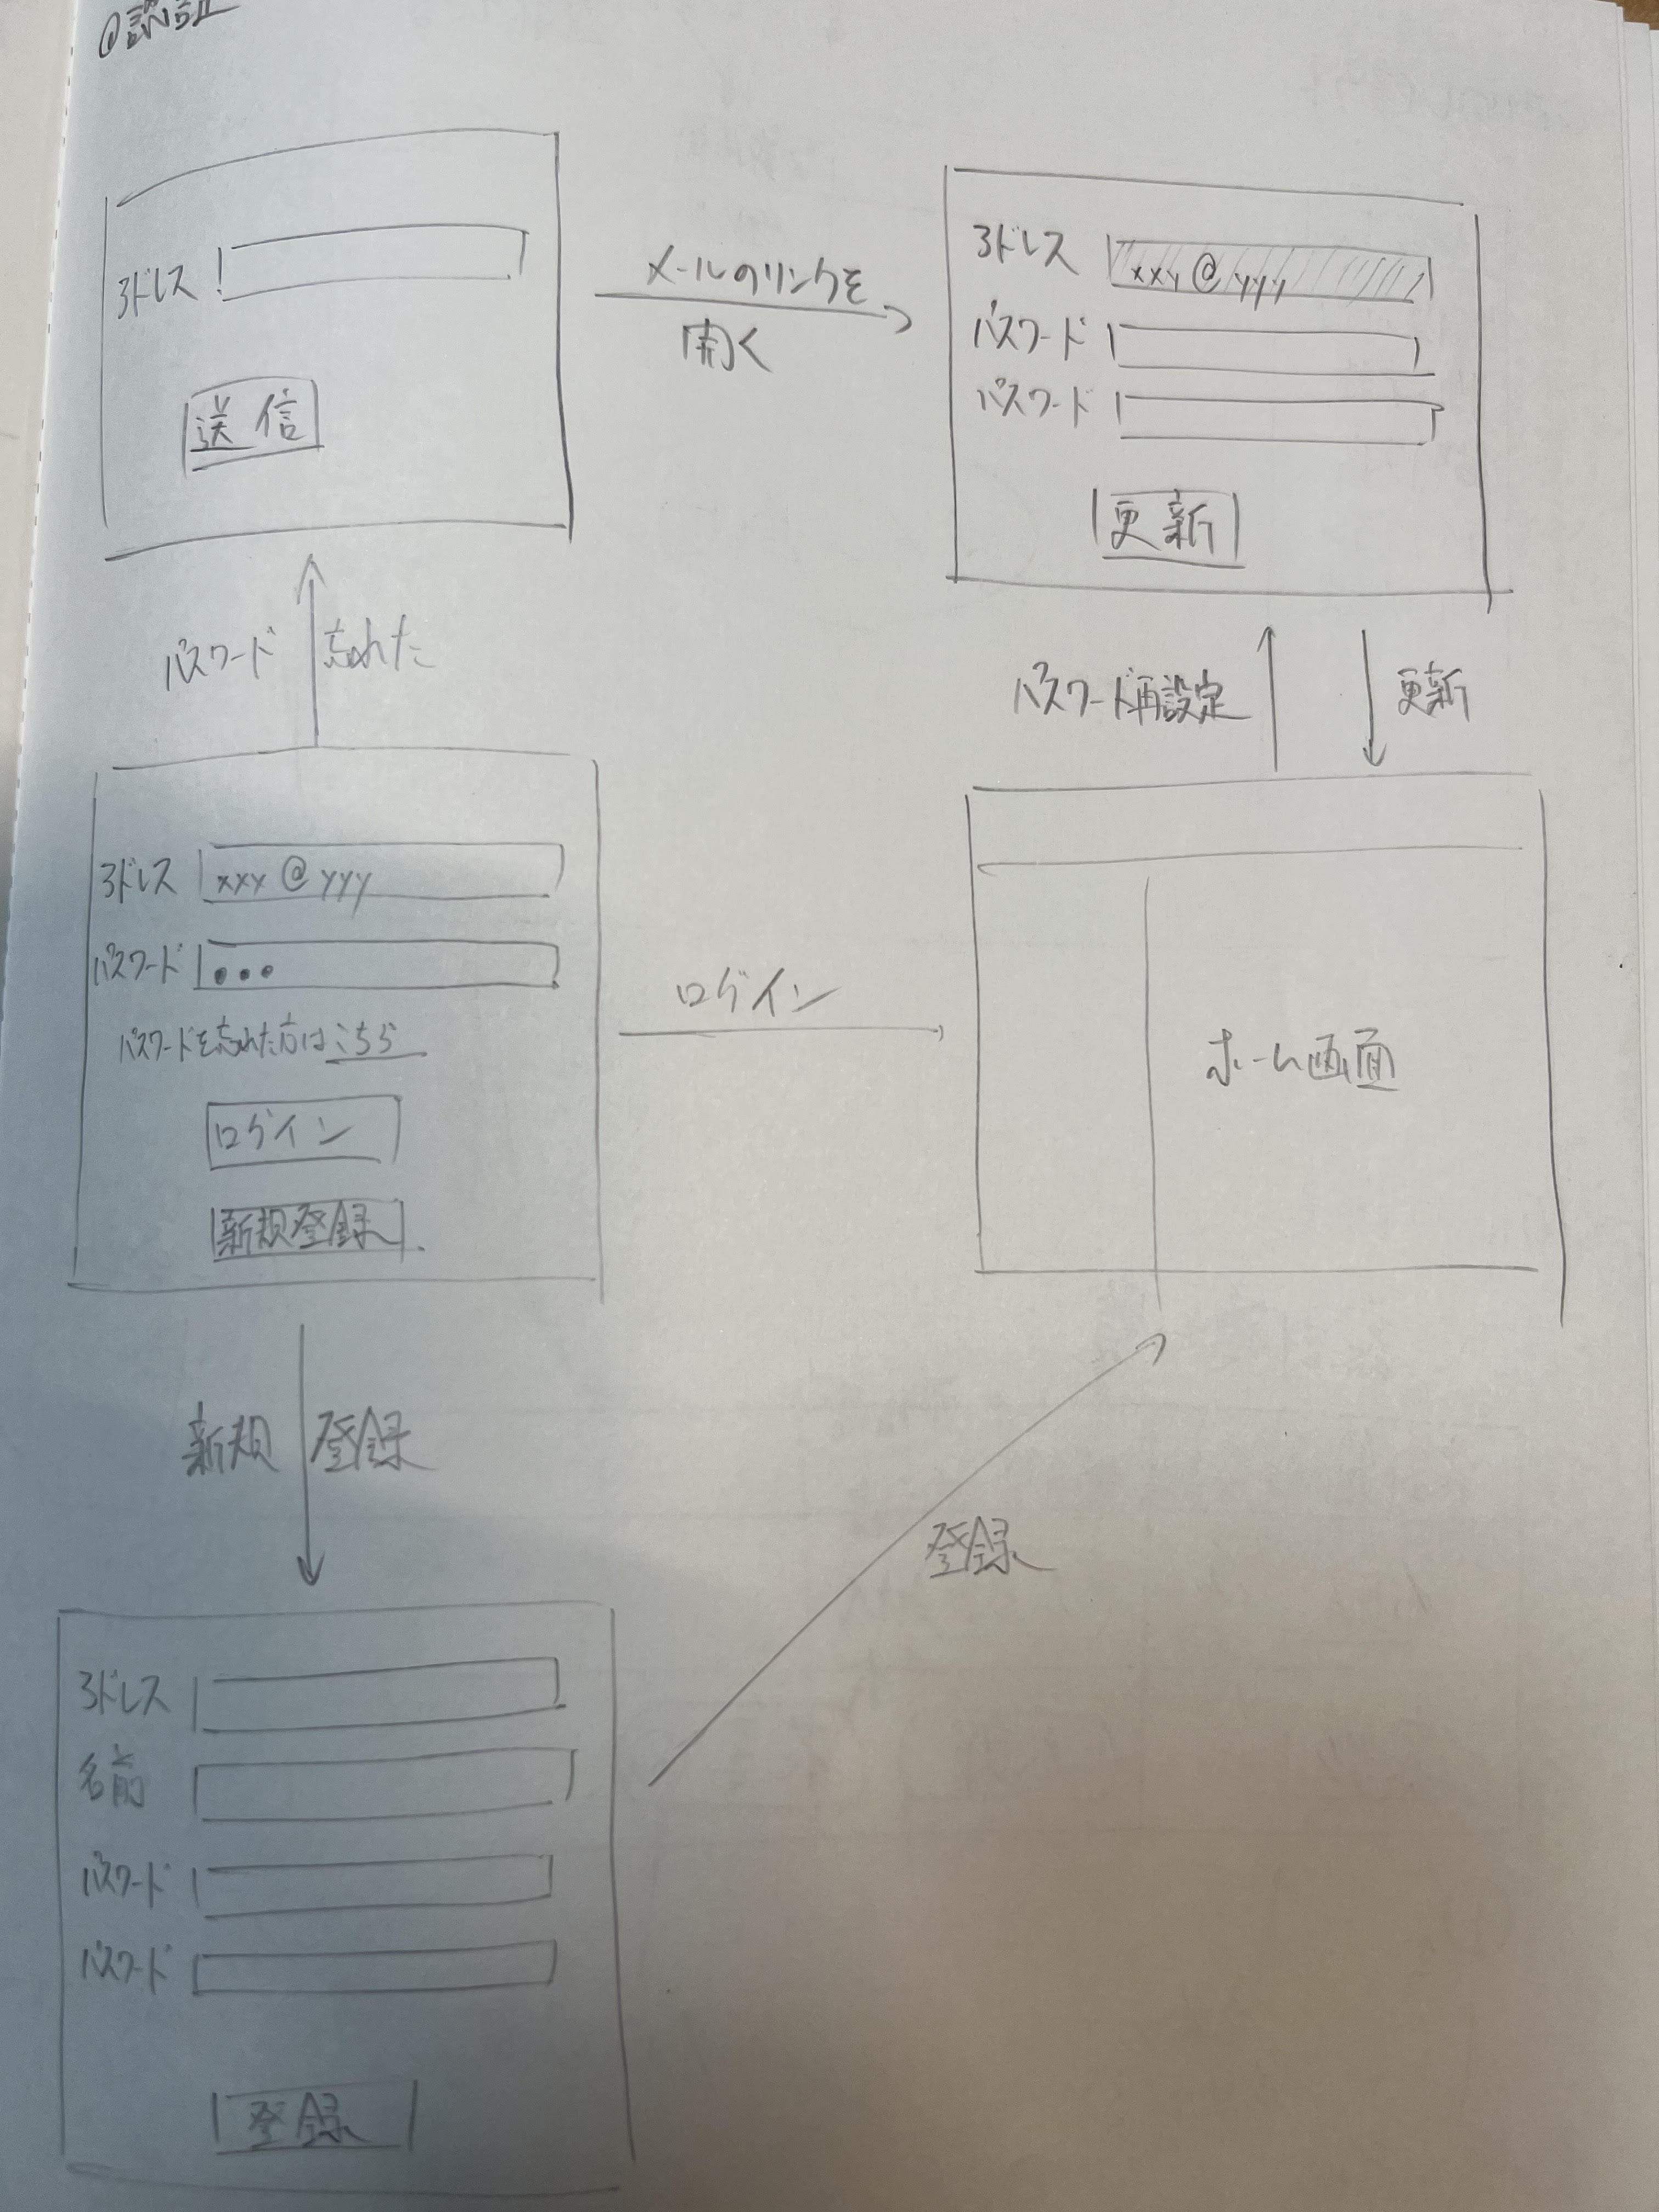 @認証
アドレス
送信
メールのリンクを
開く
アドレス xxy@yyy
パスワード
パスワード
更新
パスワード 忘れた
パスワード再設定
更新
アドレス xxy@yyy
パスワード •••
パスワードを忘れた方はこちら
ログイン
新規登録
ログイン
ホーム画面
新規 登録
登録
アドレス
名前
パスワード
パスワード
登録